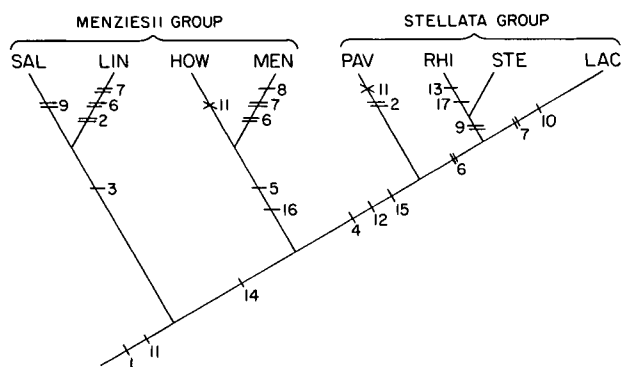 MENZIESII GROUP STELLATA GROUP
SAL LIN HOW MEN PAV RHI STE LAC
9 7 6 2 11 8 7 6 11 2 13 17 9 7 10
3 5 16 6
4 12 15
14
1 11